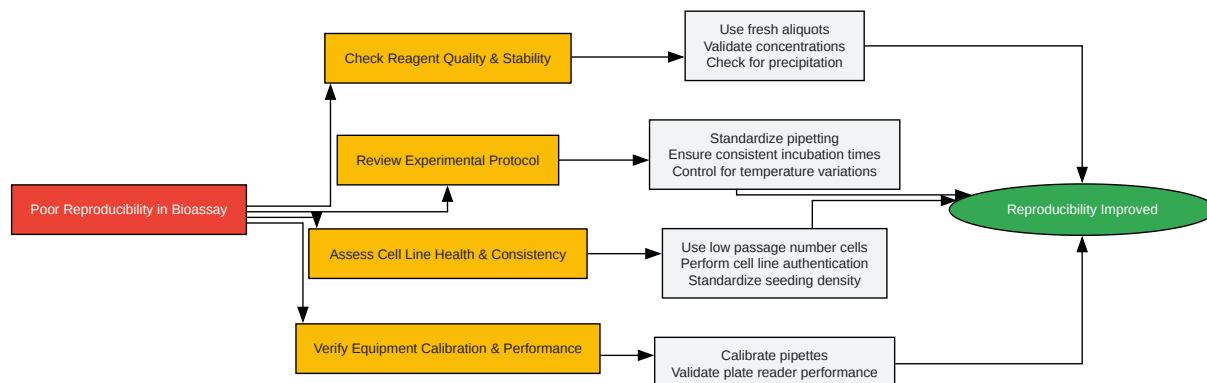 Check Reagent Quality & Stability
Use fresh aliquots
Validate concentrations
Check for precipitation
Review Experimental Protocol
Standardize pipetting
Ensure consistent incubation times
Control for temperature variations
Poor Reproducibility in Bioassay
Reproducibility Improved
Assess Cell Line Health & Consistency
Use low passage number cells
Perform cell line authentication
Standardize seeding density
Verify Equipment Calibration & Performance
Calibrate pipettes
Validate plate reader performance